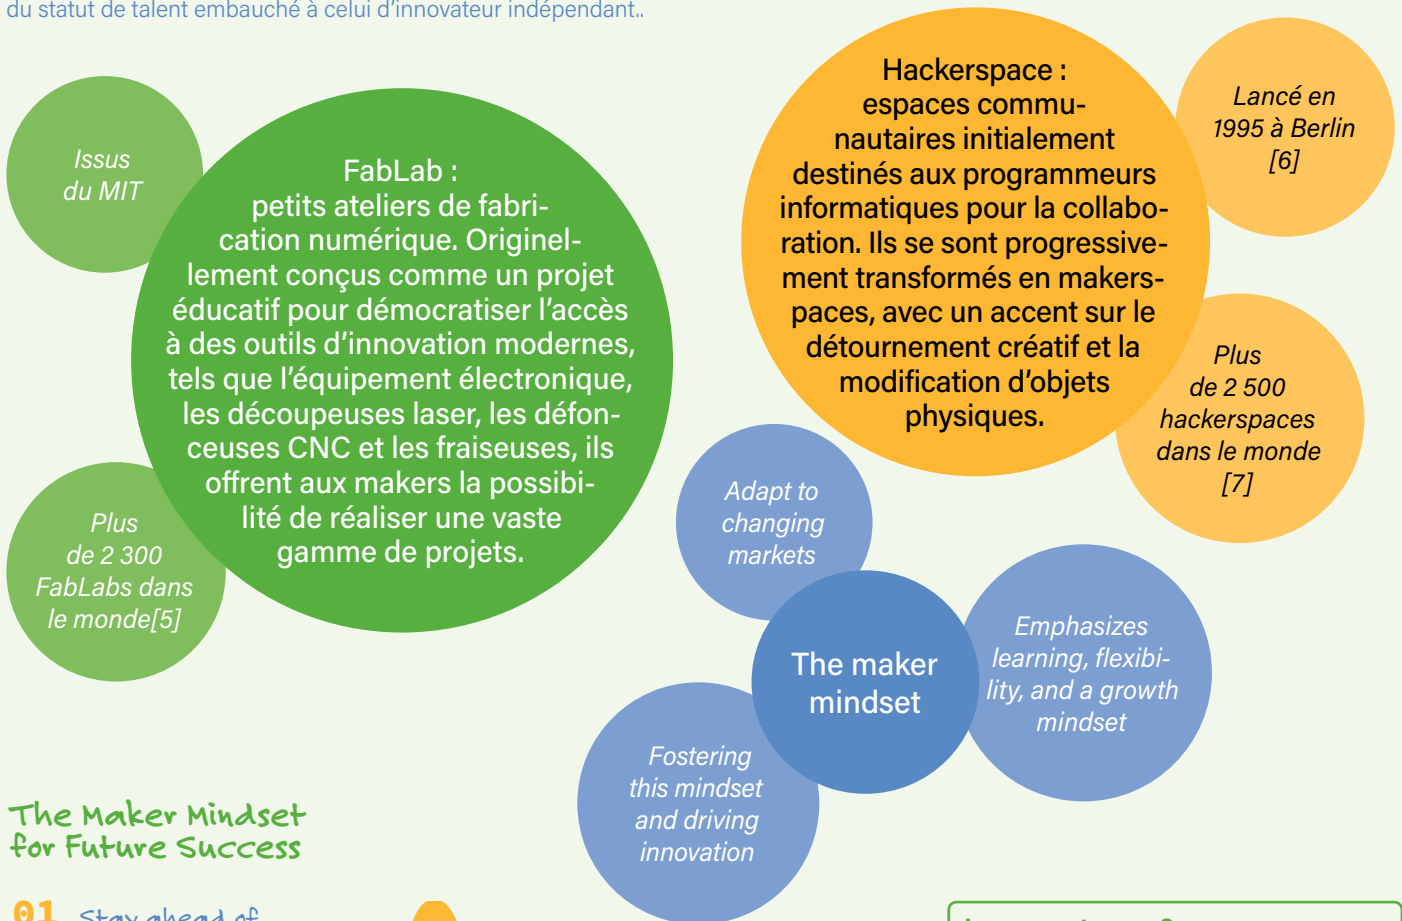 du statut de talent embauché à celui d’innovateur indépendant..
Issus
du MIT
FabLab :
petits ateliers de fabri-
cation numérique. Originel-
lement conçus comme un projet
éducatif pour démocratiser l’accès
à des outils d’innovation modernes,
tels que l’équipement électronique,
les découpeuses laser, les défon-
ceuses CNC et les fraiseuses, ils
offrent aux makers la possibi-
lité de réaliser une vaste
gamme de projets.
Plus
de 2 300
FabLabs dans
le monde[5]
Hackerspace :
espaces commu-
nautaires initialement
destinés aux programmeurs
informatiques pour la collabo-
ration. Ils se sont progressive-
ment transformés en makers-
paces, avec un accent sur le
détournement créatif et la
modification d’objets
physiques.
Lancé en
1995 à Berlin
[6]
Plus
de 2 500
hackerspaces
dans le monde
[7]
Adapt to
changing
markets
The maker
mindset
Emphasizes
learning, flexibi-
lity, and a growth
mindset
Fostering
this mindset
and driving
innovation
The Maker Mindset
for Future Success
01 Stay ahead of